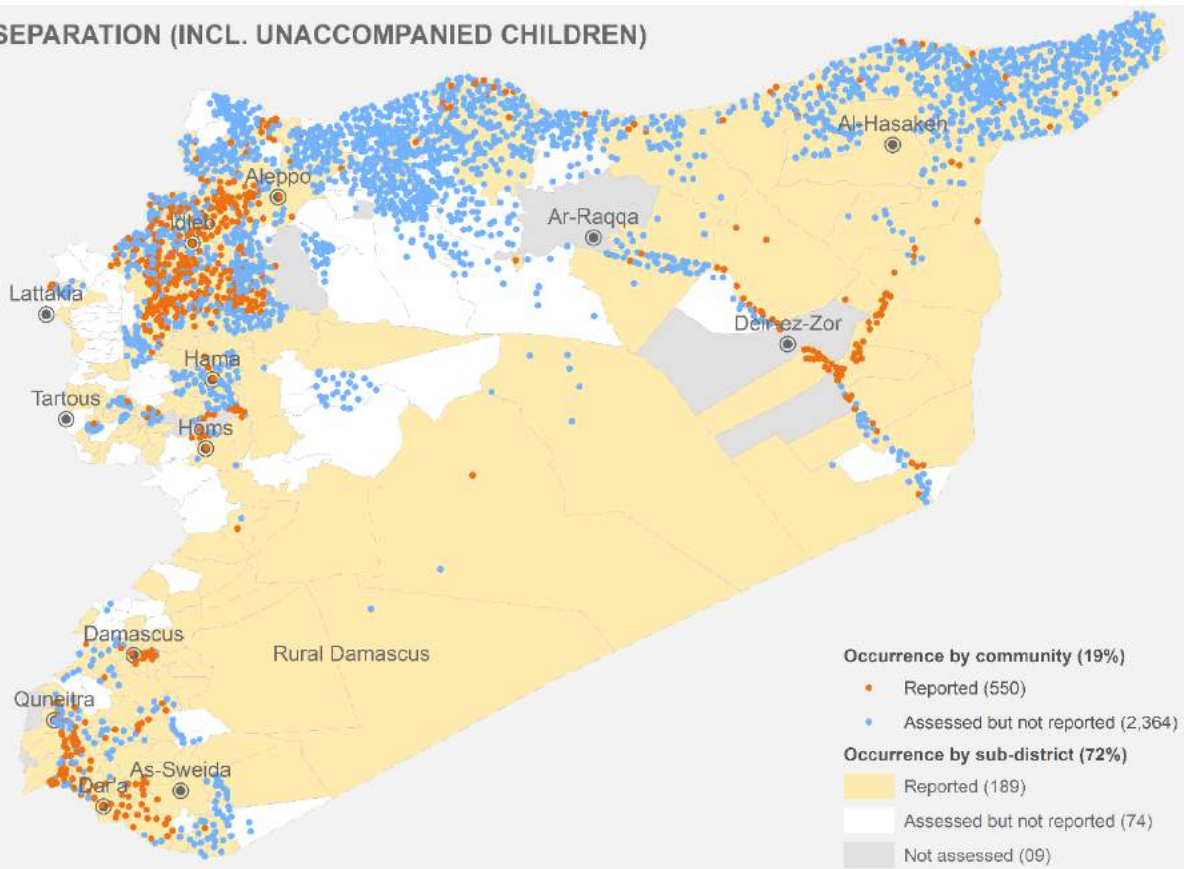 SEPARATION (INCL. UNACCOMPANIED CHILDREN)
Al-Hasakeh
Aleppo
Ar-Raqqa
Idleb
Lattakia
Deir-ez-Zor
Hama
Tartous
Homs
Damascus
Rural Damascus
Quneitra
As-Sweida
Dar'a
Occurrence by community (19%)
Reported (550)
Assessed but not reported (2,364)
Occurrence by sub-district (72%)
Reported (189)
Assessed but not reported (74)
Not assessed (09)